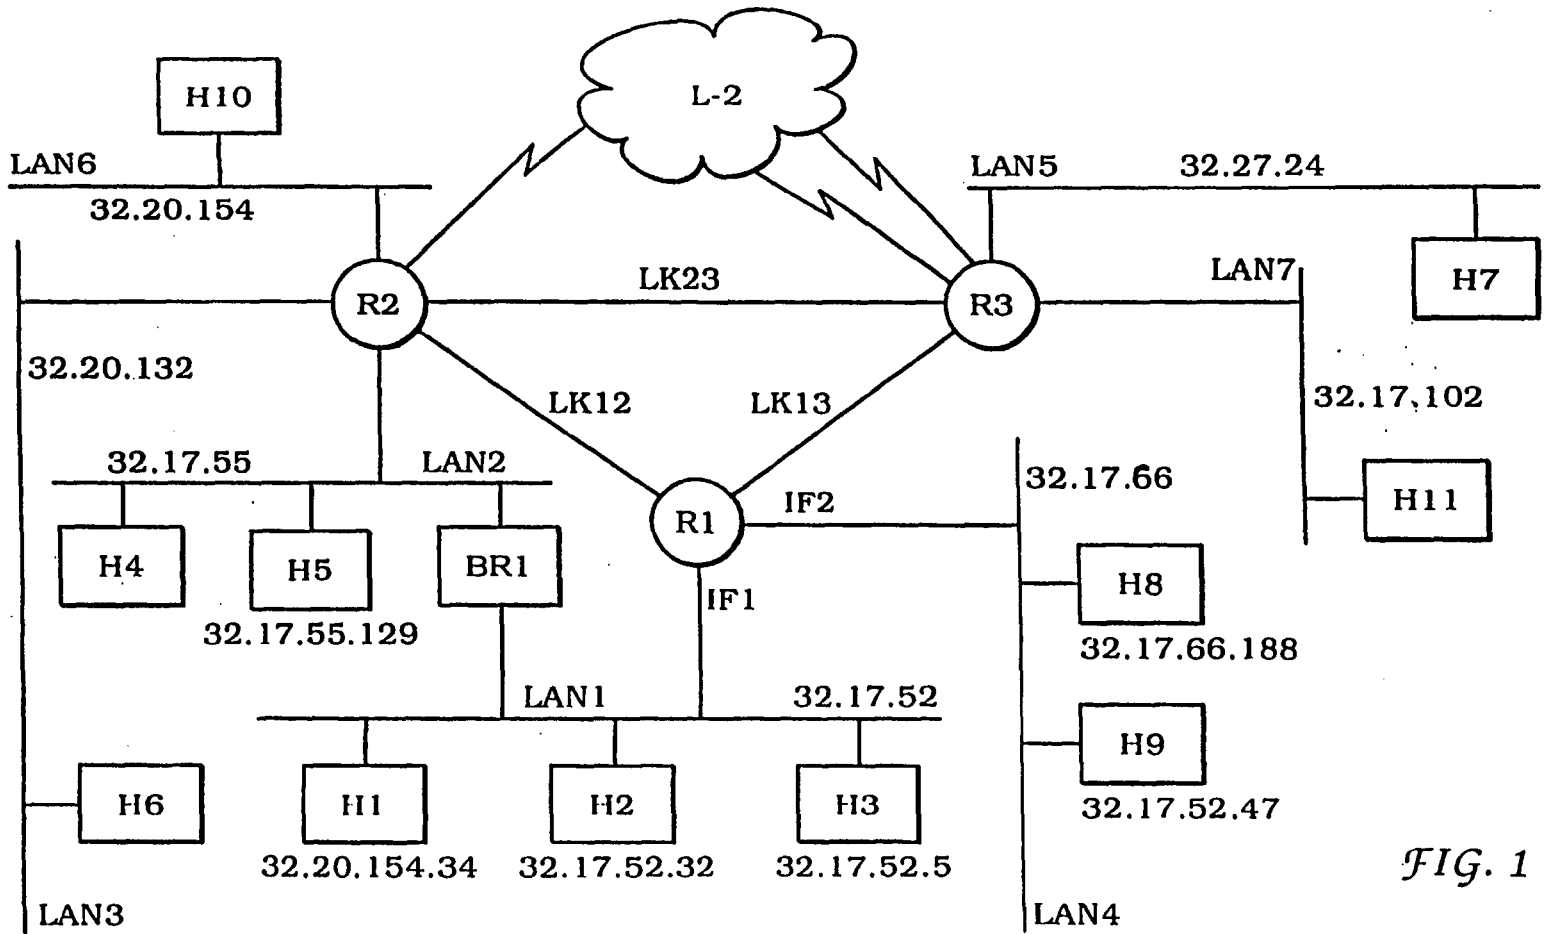 L-2
H10
LAN6
32.20.154
LAN5
32.27.24
R2
LK23
R3
LAN7
H7
32.20.132
LK12
LK13
32.17.102
32.17.55
LAN2
32.17.66
R1
IF2
H11
H4
H5
BR1
H8
IF1
32.17.55.129
32.17.66.188
LAN1
32.17.52
H9
H6
H1
H2
H3
32.17.52.47
32.20.154.34
32.17.52.32
32.17.52.5
FIG. 1
LAN3
LAN4